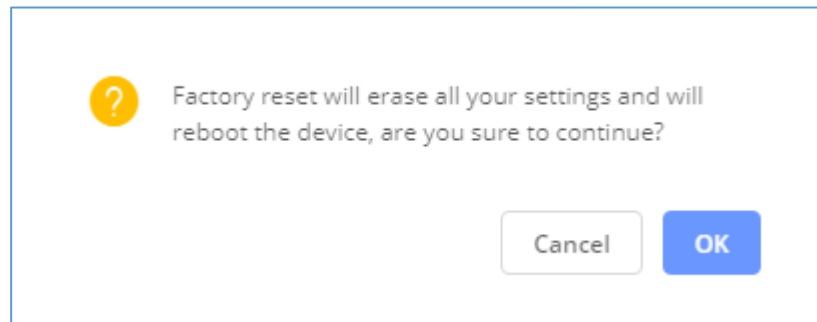 ?
Factory reset will erase all your settings and will
reboot the device, are you sure to continue?
Cancel OK